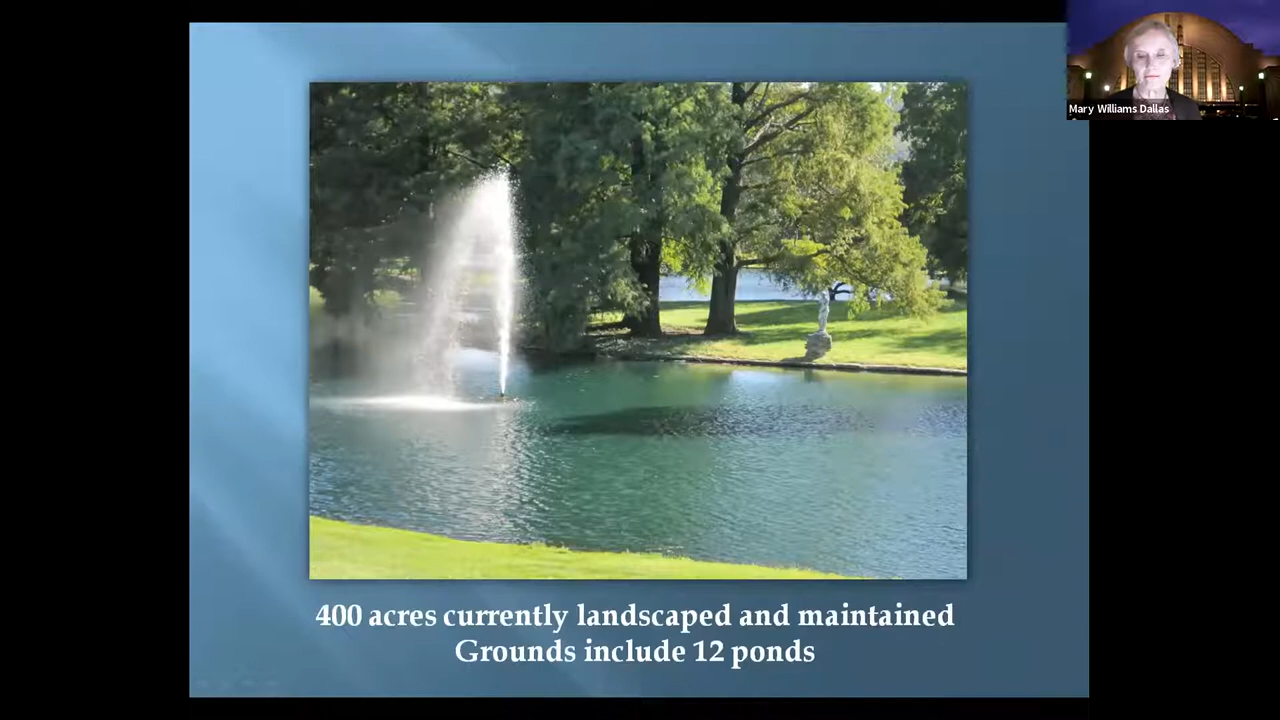 Mary Williams Dallas
400 acres currently landscaped and maintained
Grounds include 12 ponds